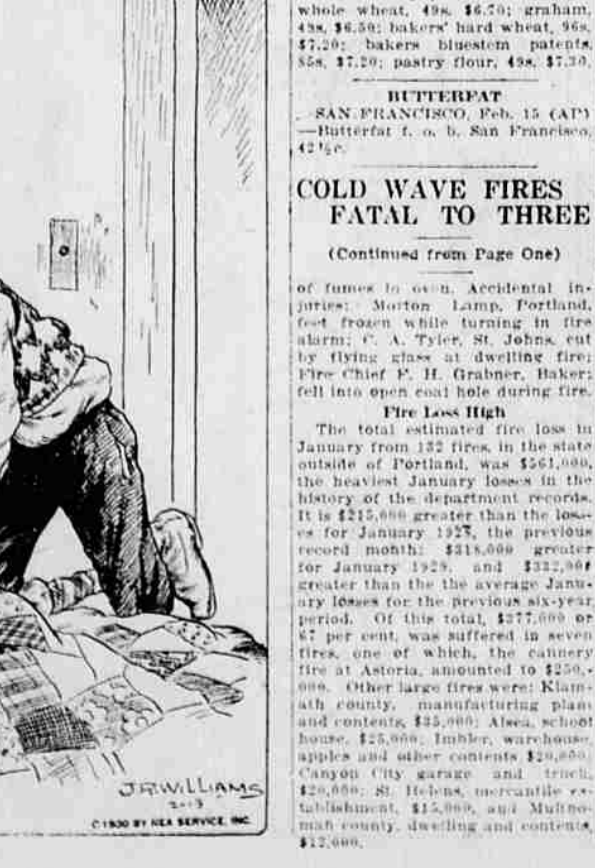 whole wheat, 49s, $6.70; graham,
49s, $6.50; bakers' hard wheat, 96s,
$7.20; bakers bluestem patents,
$7.20; pastry flour, 49s, $7.30.
BUTTERFAT
SAN FRANCISCO, Feb. 15 (AP)
—Butterfat f. o. b. San Francisco,
42½c.
COLD WAVE FIRES
FATAL TO THREE
(Continued from Page One)
of fumes in oven. Accidental in-
juries: Morton Lamp, Portland,
feet frozen while turning in fire
alarm; C. A. Tyler, St. Johns, cut
by flying glass at dwelling fire;
Fire Chief F. H. Grabner, Baker;
fell into open coal hole during fire.
Fire Loss High
The total estimated fire loss in
January from 132 fires, in the state
outside of Portland, was $561,000,
the heaviest January losses in the
history of the department records.
It is $215,000 greater than the loss-
es for January the previous
record month; $318,000 greater
for January 1929, and
greater than the the average Janu-
ary losses for the previous six-year
period. Of this total, $377,000 or
67 per cent, was suffered in seven
fires, one of which, the cannery
fire at Astoria, amounted to $250,-
000. Other large fires were: Klam-
ath county, manufacturing plant
and contents, $35,000; Alsea, school
house, $25,000; Imbler, warehouse,
apples and other contents $20,000;
Canyon City garage and truck,
$20,000; St. Helens, mercantile es-
tablishment, $15,000, and Multno-
mah county, dwelling and contents,
$12,000.
J.R.WILLIAMS
2-13
©1930 BY NEA SERVICE, INC.